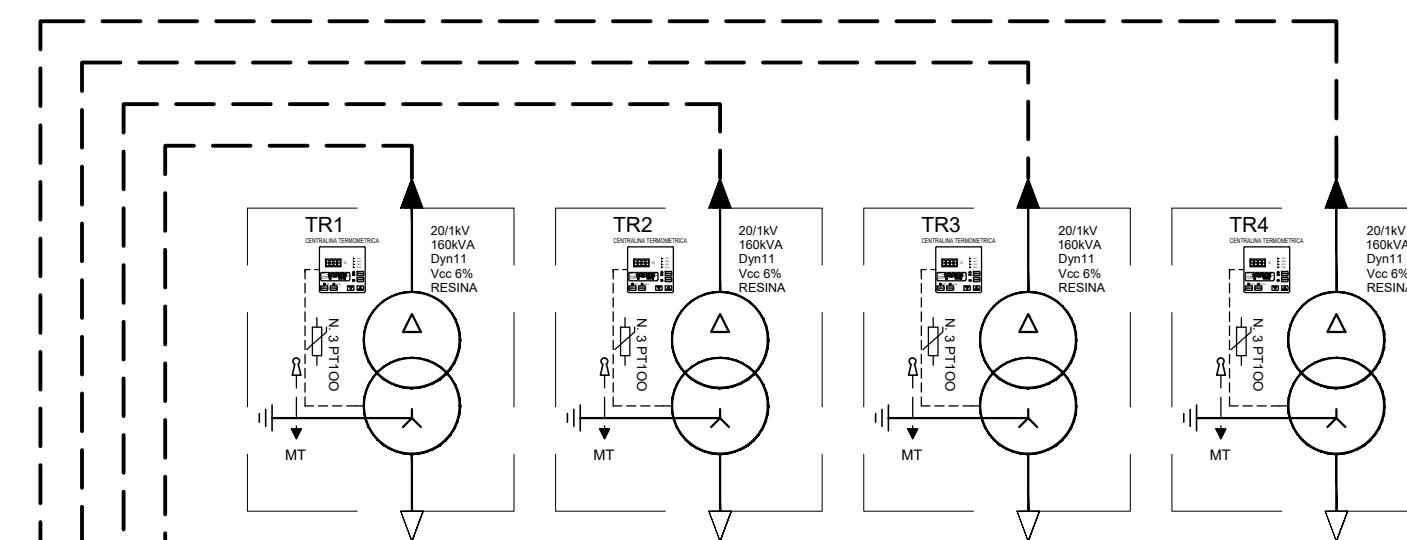 TR1
CENTRALINA TERMOMETRICA
20/1kV
160kVA
Dyn11
Vcc 6%
RESINA
N. 3 PT100
MT
TR2
CENTRALINA TERMOMETRICA
20/1kV
160kVA
Dyn11
Vcc 6%
RESINA
N. 3 PT100
MT
TR3
CENTRALINA TERMOMETRICA
20/1kV
160kVA
Dyn11
Vcc 6%
RESINA
N. 3 PT100
MT
TR4
CENTRALINA TERMOMETRICA
20/1kV
160kVA
Dyn11
Vcc 6%
RESINA
N. 3 PT100
MT